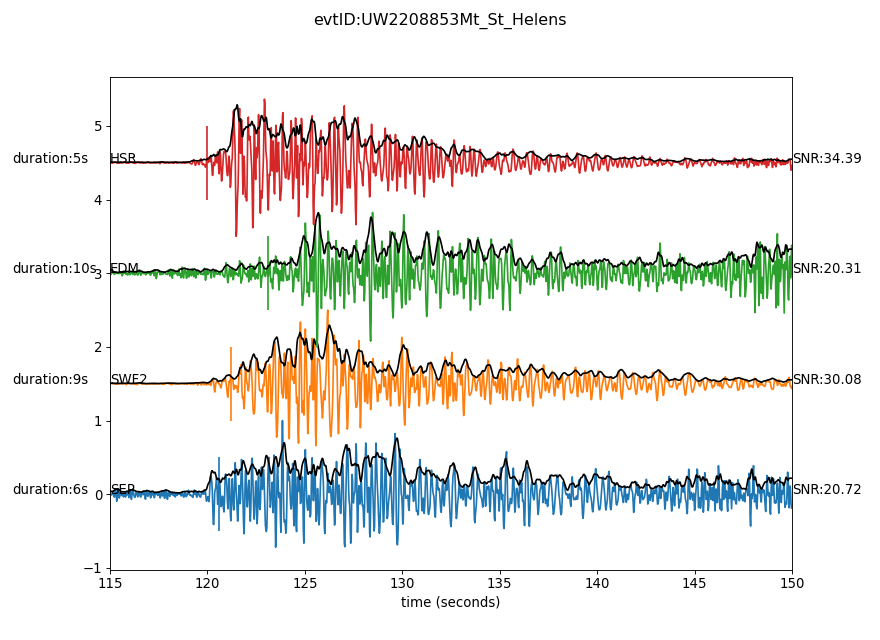 evtID:UW2208853Mt_St_Helens
5
duration:5s HSR SNR:34.39
4
duration:10s 3 EDM SNR:20.31
2
duration:9s SWF2 SNR:30.08
1
duration:6s 0 SEP SNR:20.72
−1
115 120 125 130 135 140 145 150
time (seconds)